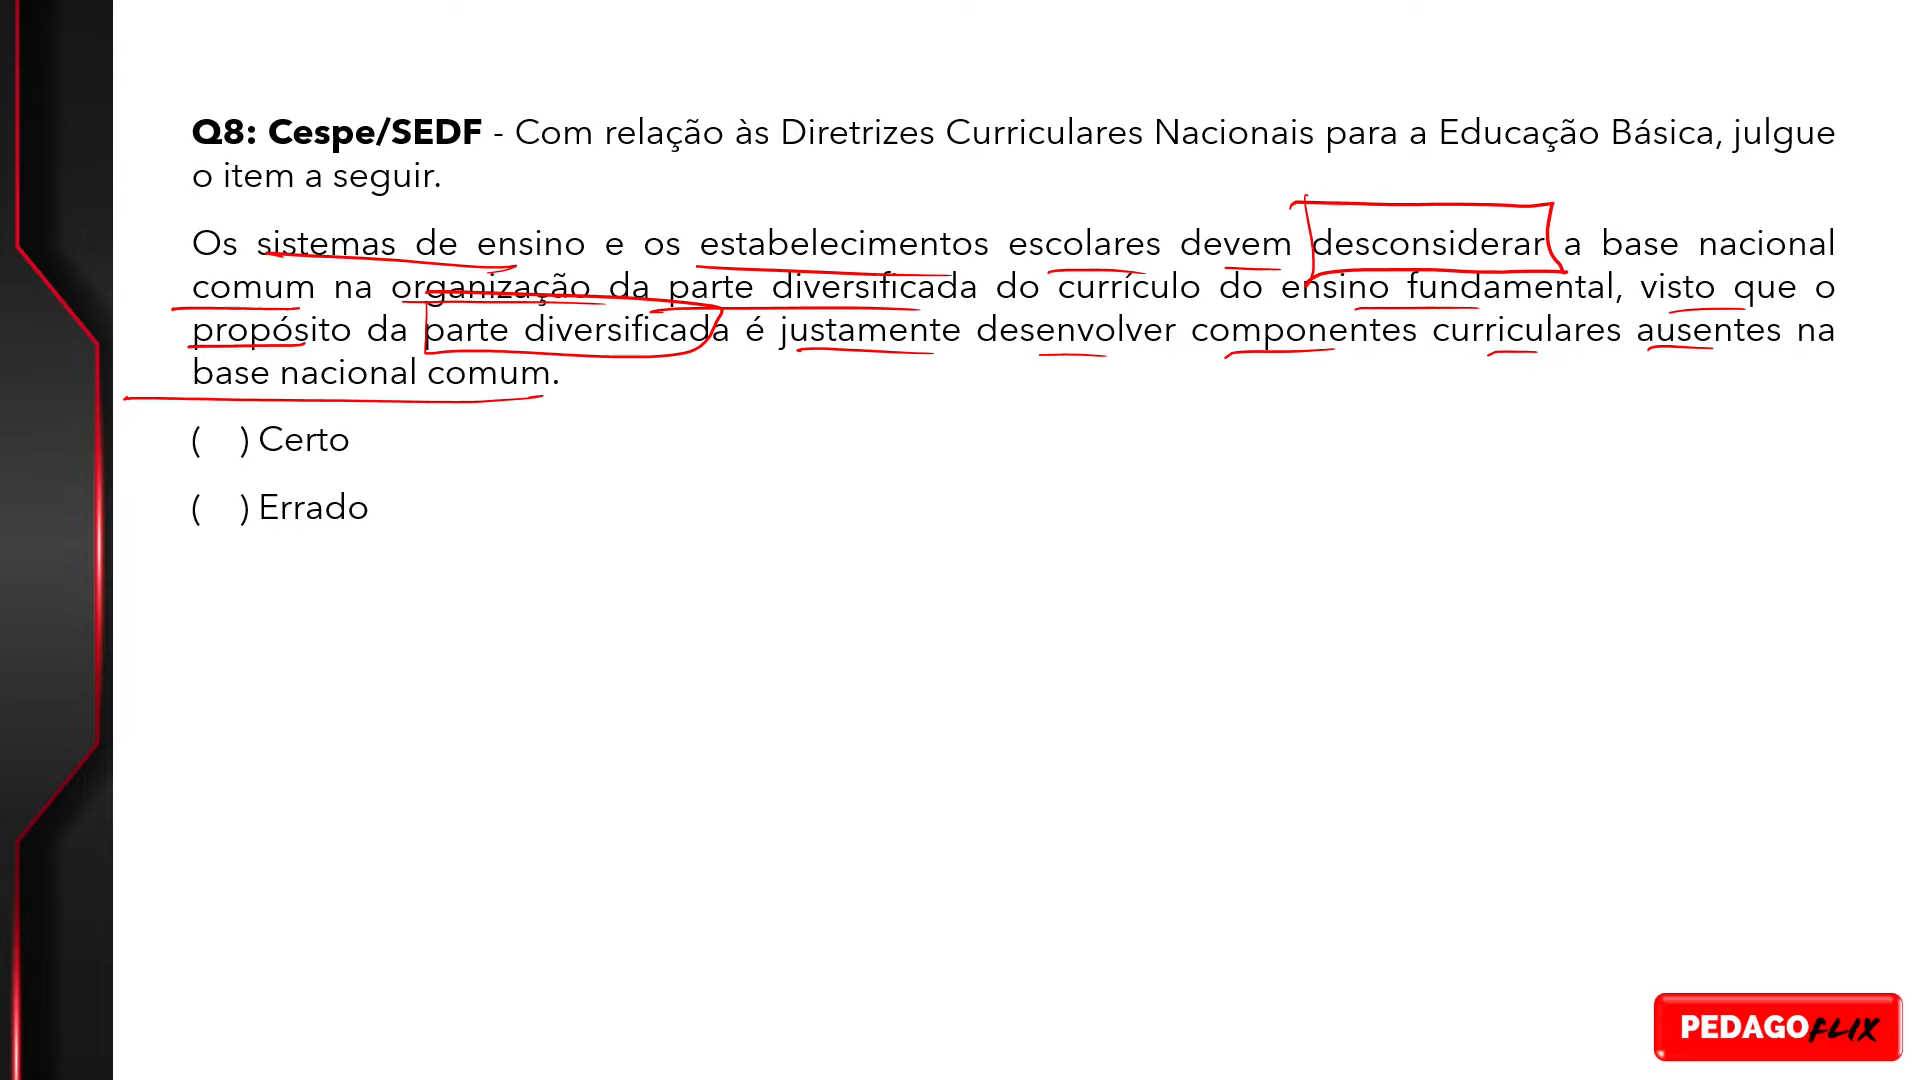 Q8: Cespe/SEDF - Com relação às Diretrizes Curriculares Nacionais para a Educação Básica, julgue
o item a seguir.
Os sistemas de ensino e os estabelecimentos escolares devem desconsiderar a base nacional
comum na organização da parte diversificada do currículo do ensino fundamental, visto que o
propósito da parte diversificada é justamente desenvolver componentes curriculares ausentes na
base nacional comum.
( ) Certo
( ) Errado
PEDAGOFLIX